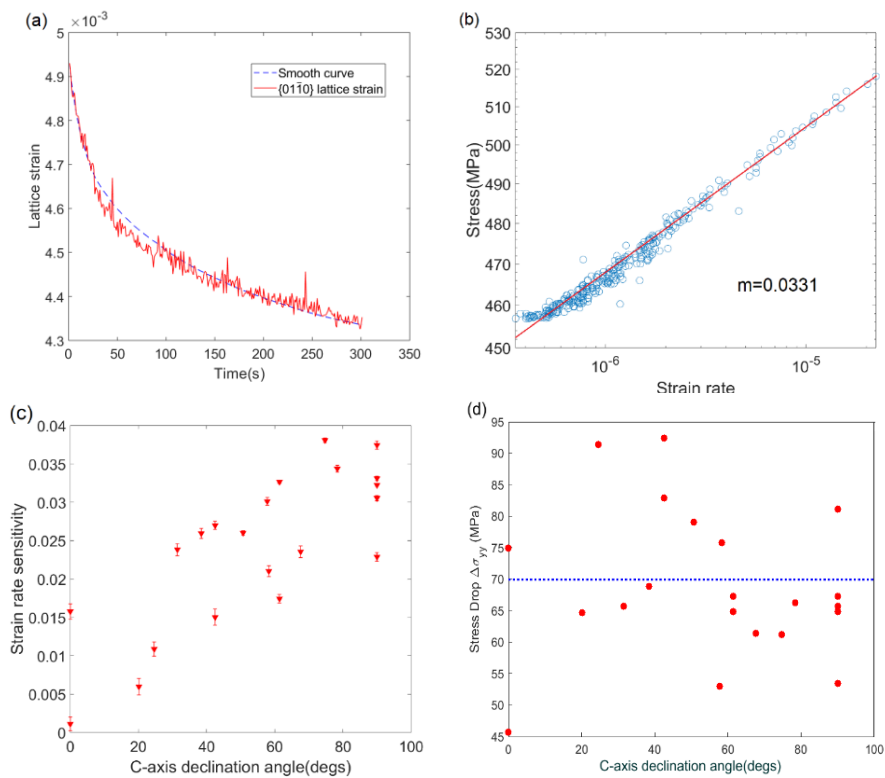 (a)
×10⁻³
5
4.9
4.8
4.7
4.6
4.5
4.4
4.3
Lattice strain
Smooth curve
{011̄0} lattice strain
0 50 100 150 200 250 300 350
Time(s)
(b)
530
520
510
500
490
480
470
460
450
Stress(MPa)
m=0.0331
10⁻⁶ 10⁻⁵
Strain rate
(c)
0.04
0.035
0.03
0.025
0.02
0.015
0.01
0.005
0
Strain rate sensitivity
0 20 40 60 80 100
C-axis declination angle(degs)
(d)
95
90
85
80
75
70
65
60
55
50
45
Stress Drop Δσyy (MPa)
0 20 40 60 80 100
C-axis declination angle(degs)